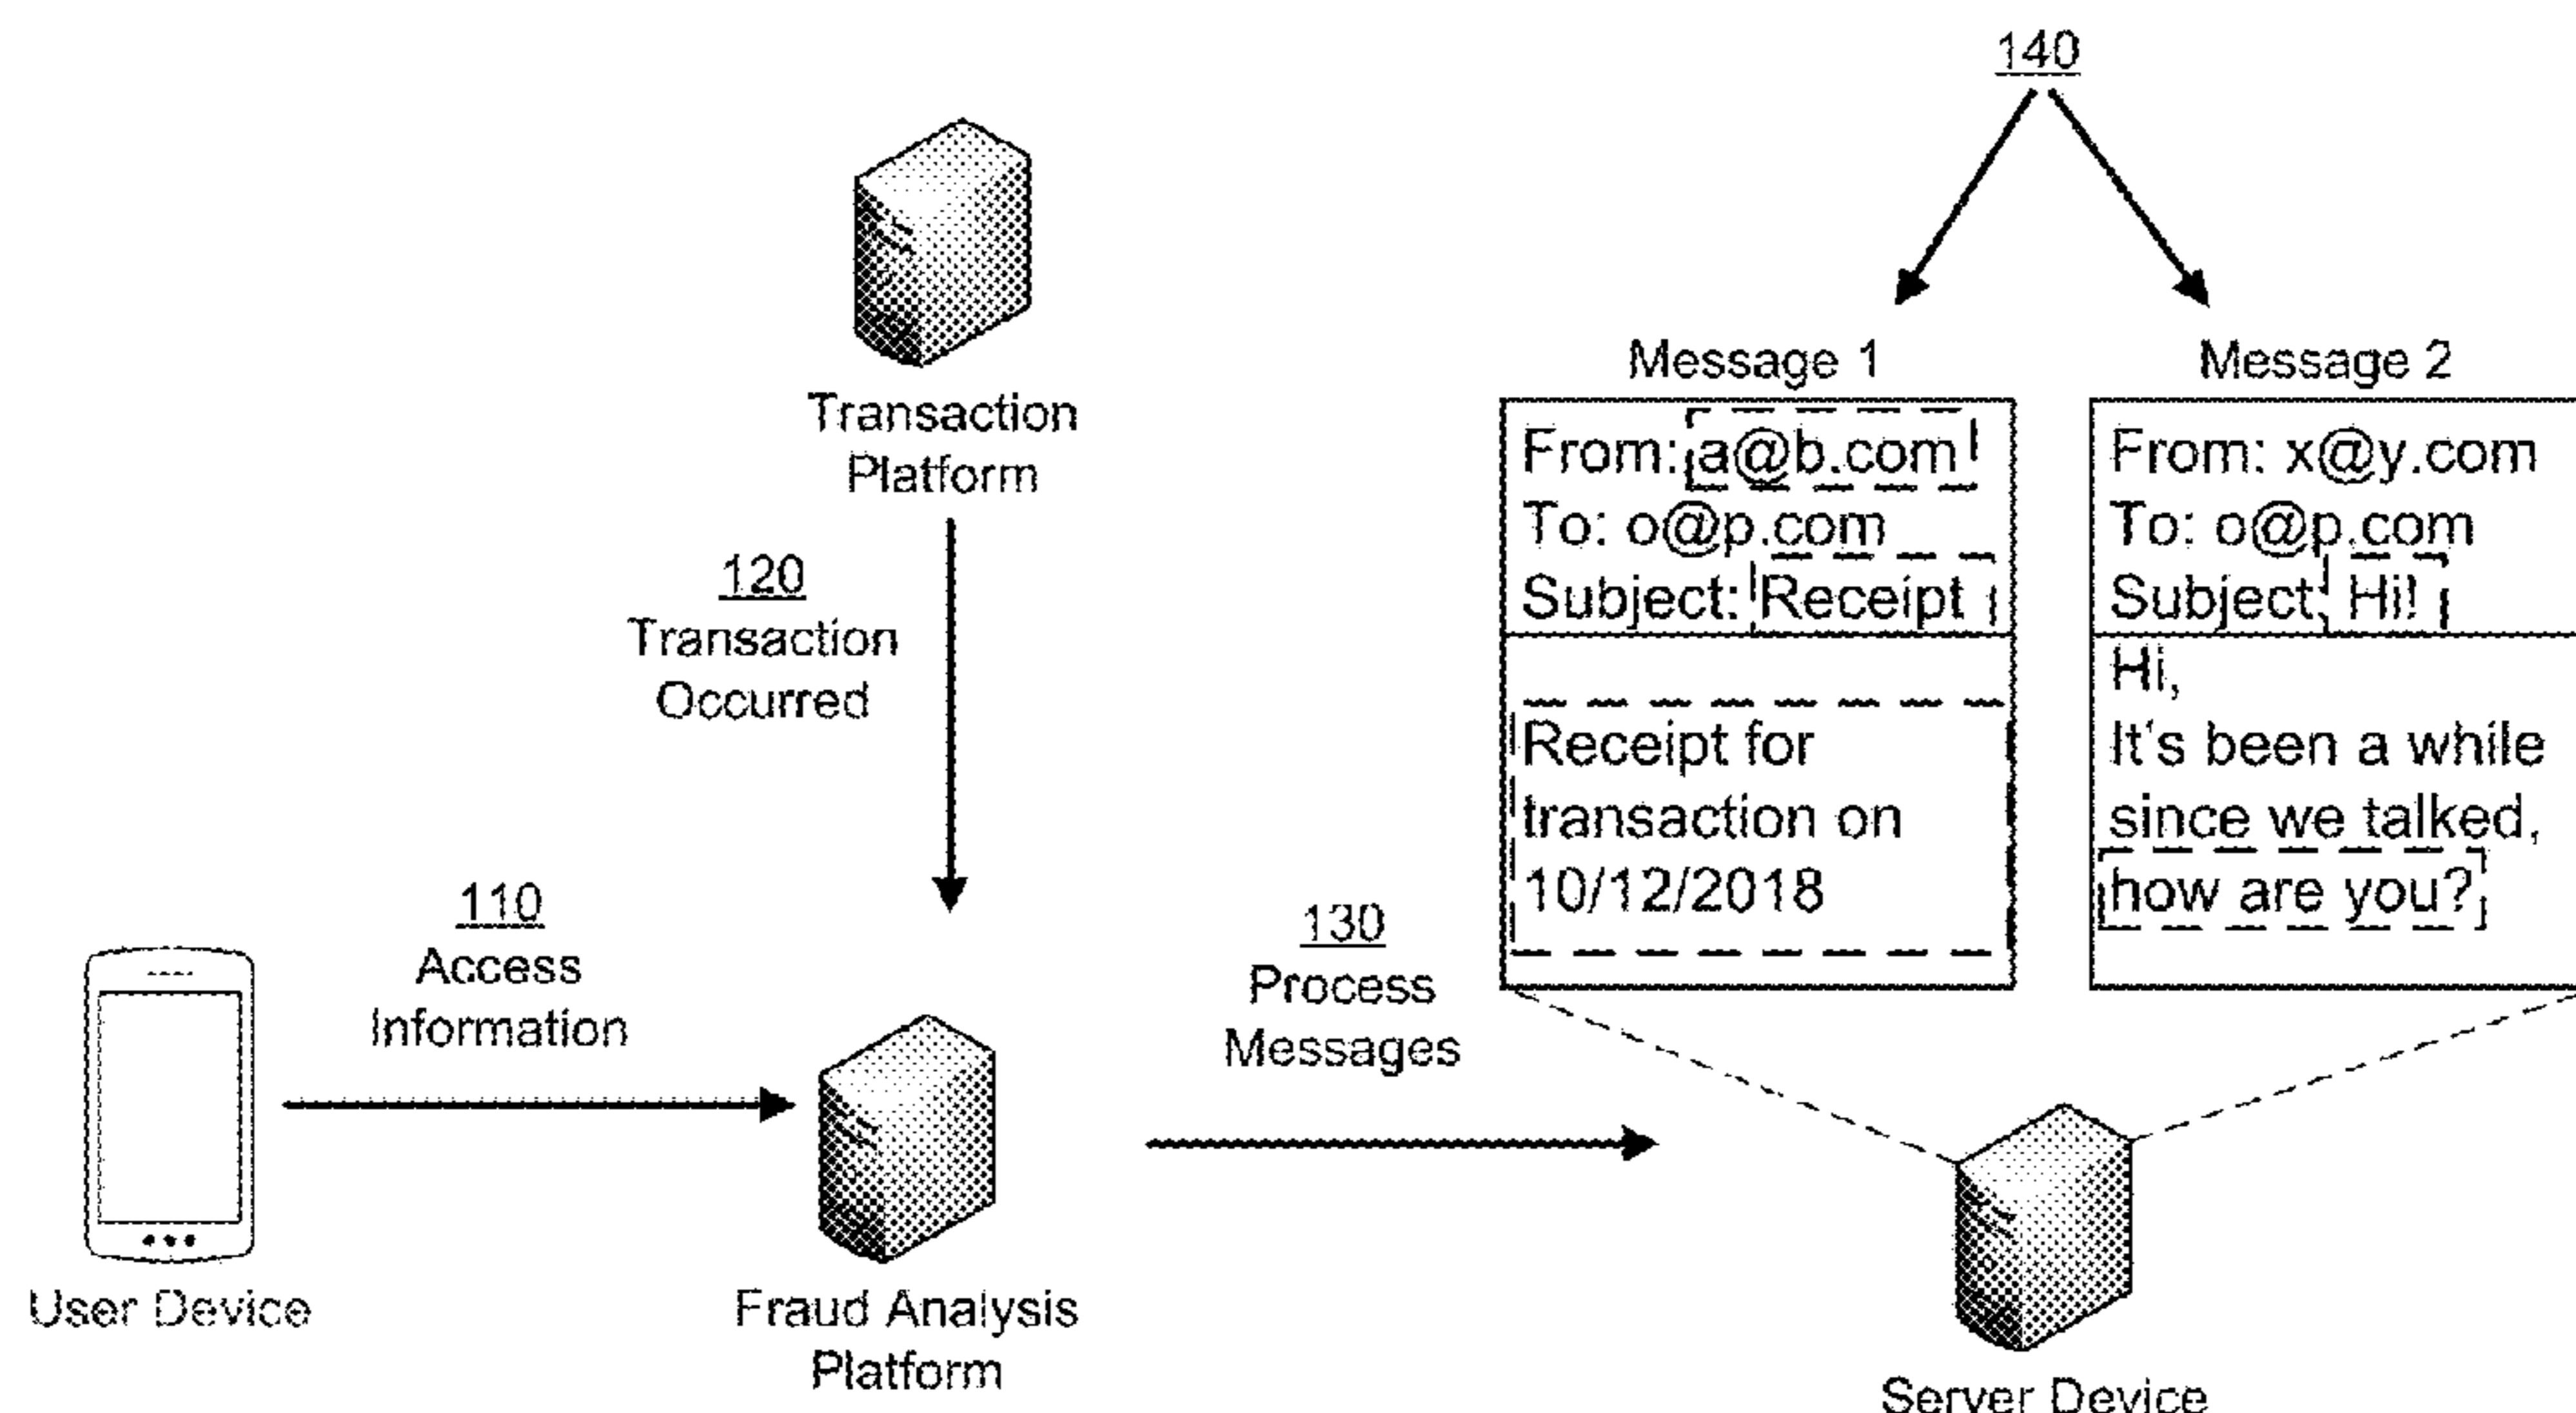 140
Transaction
Platform
120
Transaction
Occurred
110
Access
Information
User Device
Fraud Analysis
Platform
130
Process
Messages
Message 1
From: a@b.com
To: o@p.com
Subject: Receipt
Receipt for
transaction on
10/12/2018
Message 2
From: x@y.com
To: o@p.com
Subject: Hi!
Hi,
It's been a while
since we talked,
how are you?
Server Device